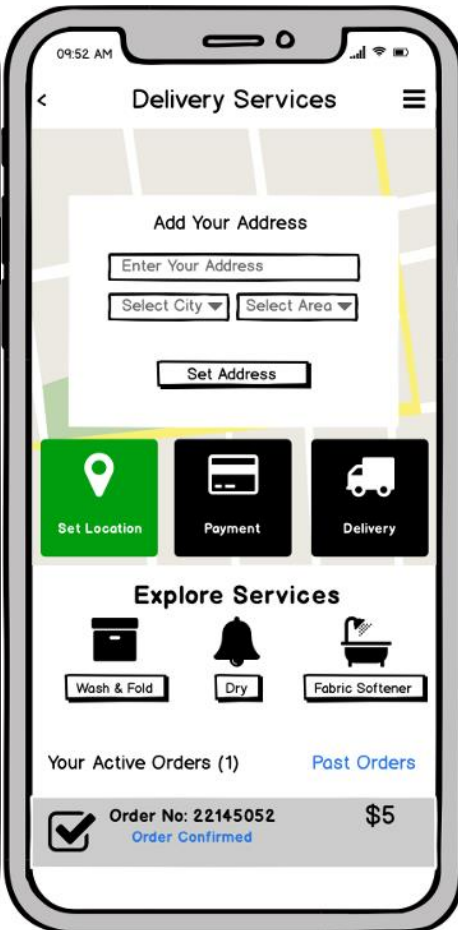 09:52 AM
< Delivery Services
Add Your Address
Enter Your Address
Select City Select Area
Set Address
Set Location Payment Delivery
Explore Services
Wash & Fold Dry Fabric Softener
Your Active Orders (1) Past Orders
Order No: 22145052 $5
Order Confirmed